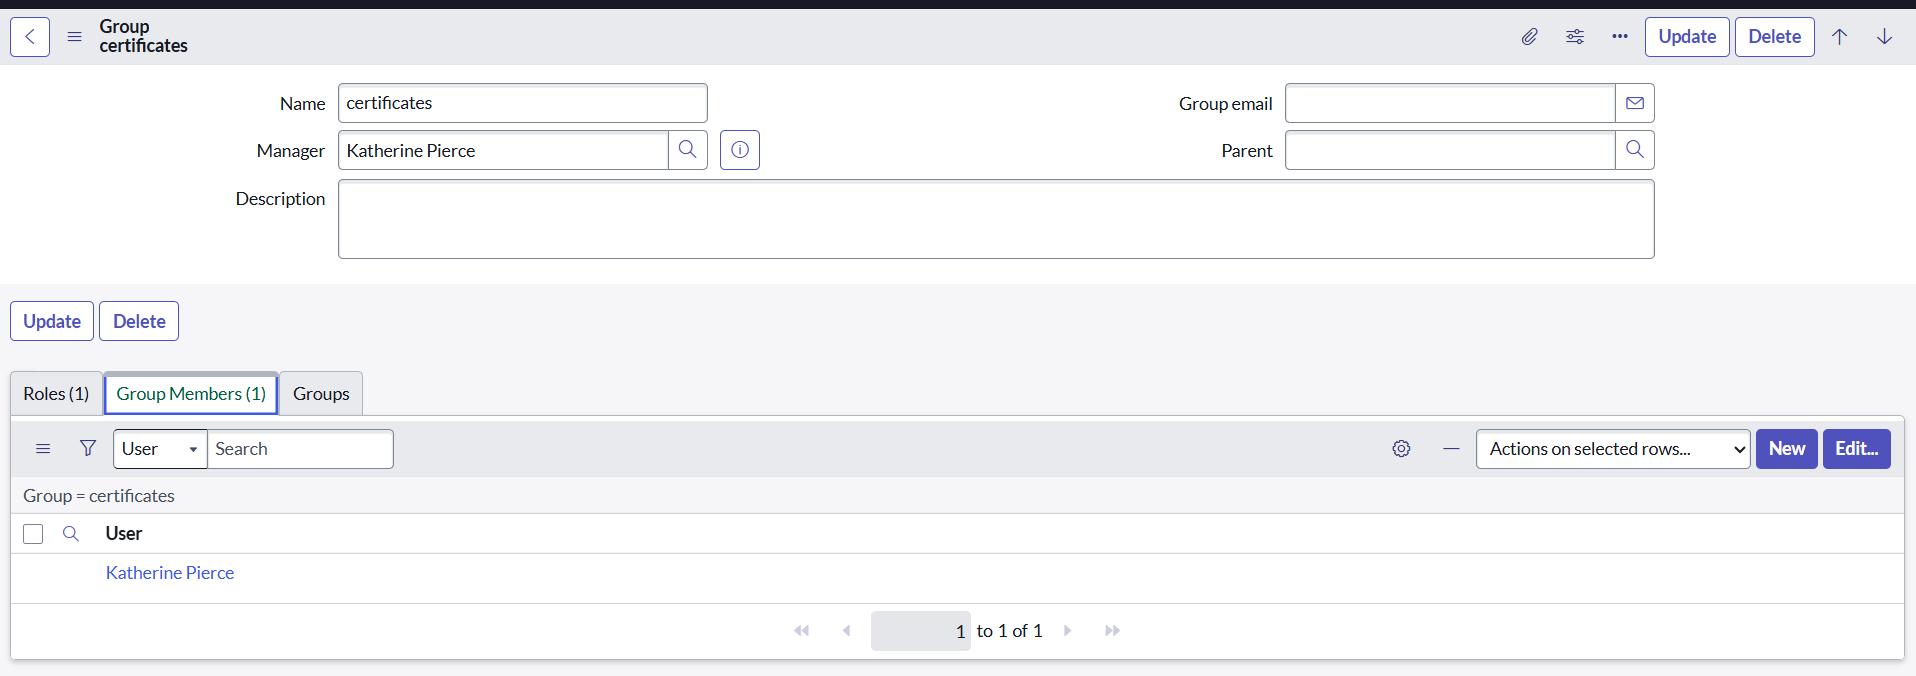 Group
certificates
Update
Delete
Name
certificates
Group email
Manager
Katherine Pierce
Parent
Description
Update
Delete
Roles (1)
Group Members (1)
Groups
User
Search
Actions on selected rows...
New
Edit...
Group = certificates
User
Katherine Pierce
1 to 1 of 1